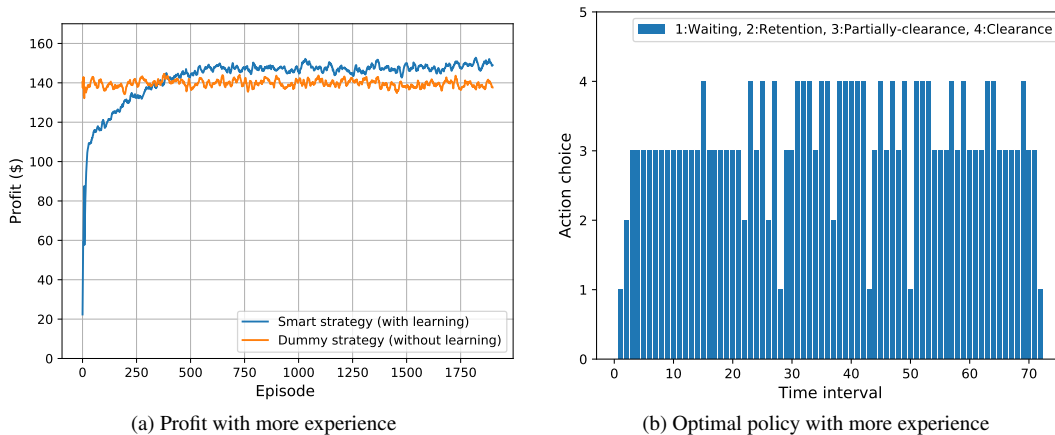 160
140
120
100
80
60
40
20
0
Profit ($)
0 250 500 750 1000 1250 1500 1750
Episode
Smart strategy (with learning)
Dummy strategy (without learning)
(a) Profit with more experience
5
4
3
2
1
0
Action choice
1:Waiting, 2:Retention, 3:Partially-clearance, 4:Clearance
0 10 20 30 40 50 60 70
Time interval
(b) Optimal policy with more experience